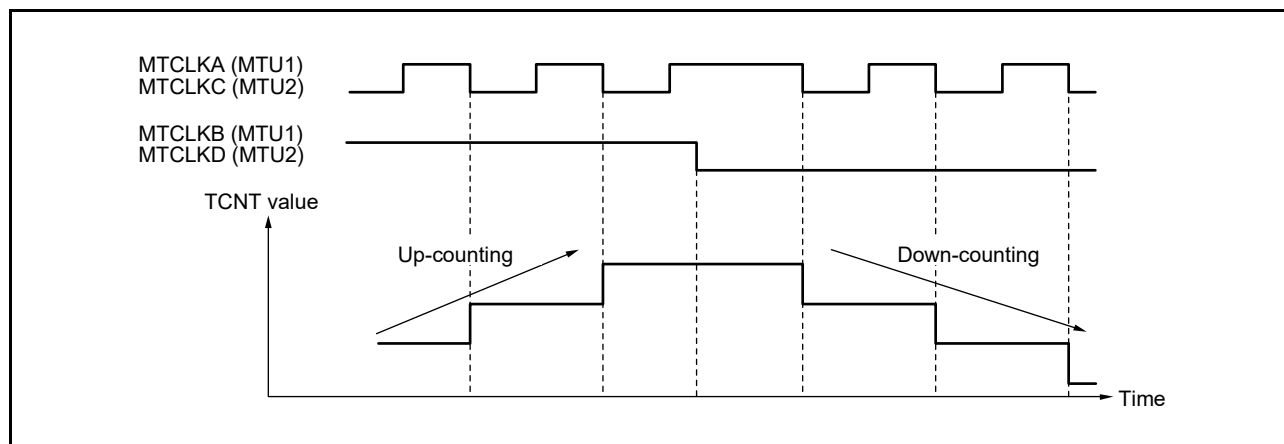 MTCLKA (MTU1)
MTCLKC (MTU2)
MTCLKB (MTU1)
MTCLKD (MTU2)
TCNT value
Up-counting
Down-counting
Time